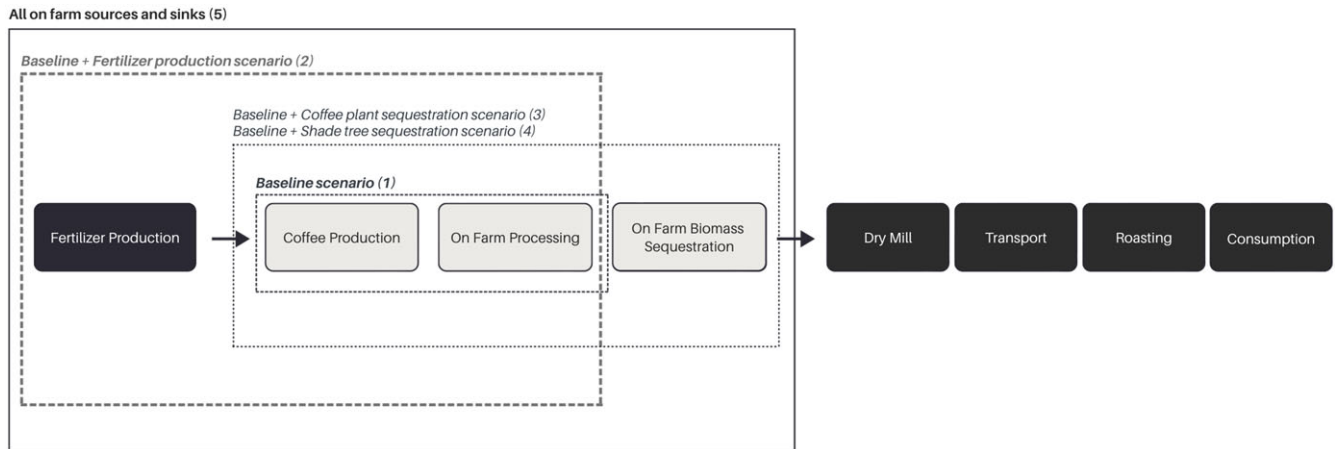 All on farm sources and sinks (5)
Baseline + Fertilizer production scenario (2)
Baseline + Coffee plant sequestration scenario (3)
Baseline + Shade tree sequestration scenario (4)
Baseline scenario (1)
Fertilizer Production
Coffee Production
On Farm Processing
On Farm Biomass
Sequestration
Dry Mill
Transport
Roasting
Consumption